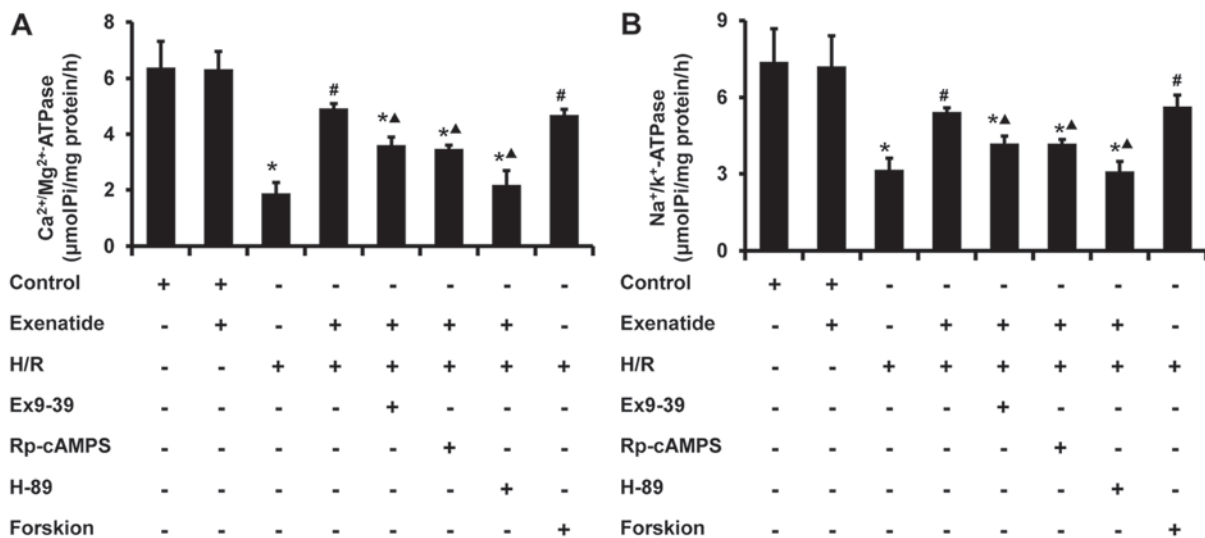 A
Ca²⁺/Mg²⁺-ATPase
(µmolPi/mg protein/h)
8
6
4
2
0
*
#
*▲
*▲
*▲
#
Control + + - - - - - -
Exenatide - + - + + + + -
H/R - - + + + + + +
Ex9-39 - - - - + - - -
Rp-cAMPS - - - - - + - -
H-89 - - - - - - + -
Forskion - - - - - - - +
B
Na⁺/k⁺-ATPase
(µmolPi/mg protein/h)
9
6
3
0
*
#
*▲
*▲
*▲
#
Control + + - - - - - -
Exenatide - + - + + + + -
H/R - - + + + + + +
Ex9-39 - - - - + - - -
Rp-cAMPS - - - - - + - -
H-89 - - - - - - + -
Forskion - - - - - - - +